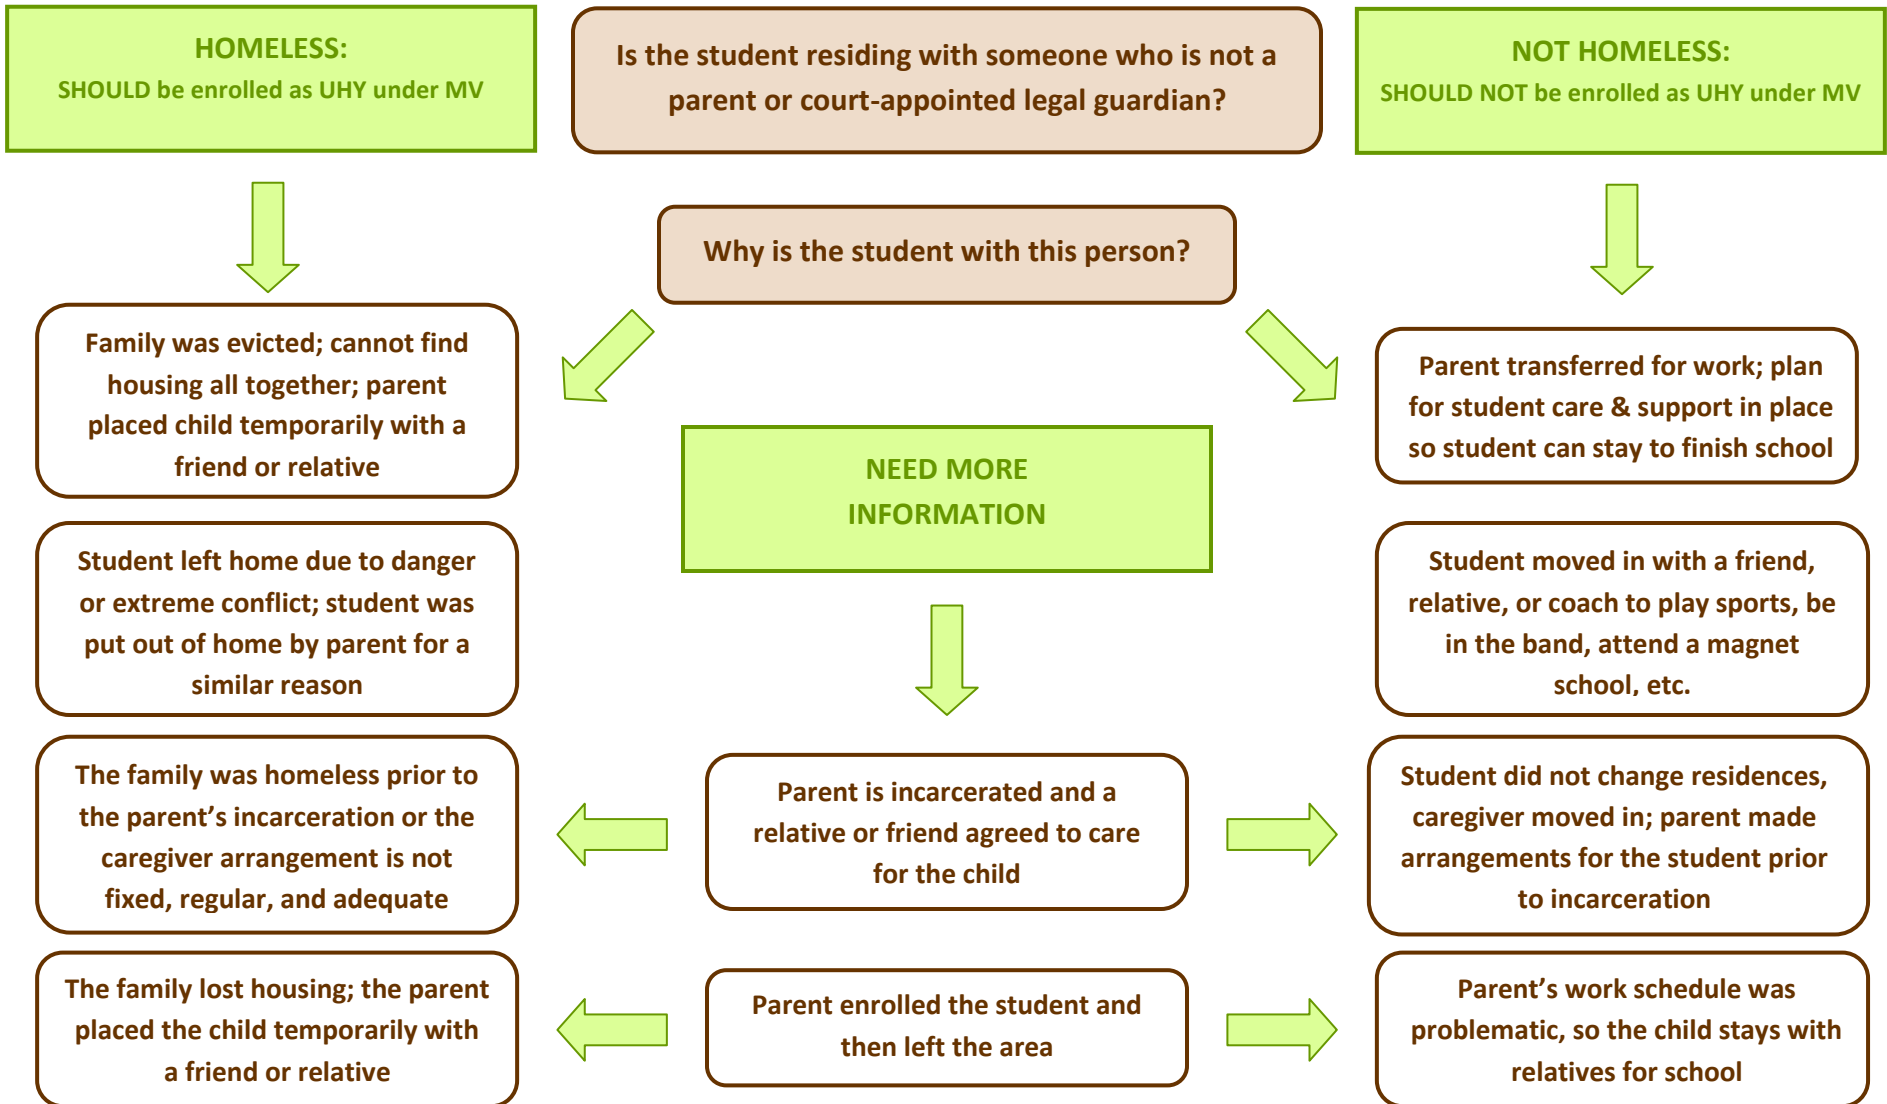 HOMELESS:
SHOULD be enrolled as UHY under MV
Is the student residing with someone who is not a
parent or court-appointed legal guardian?
NOT HOMELESS:
SHOULD NOT be enrolled as UHY under MV
Why is the student with this person?
Family was evicted; cannot find
housing all together; parent
placed child temporarily with a
friend or relative
Parent transferred for work; plan
for student care & support in place
so student can stay to finish school
NEED MORE
INFORMATION
Student left home due to danger
or extreme conflict; student was
put out of home by parent for a
similar reason
Student moved in with a friend,
relative, or coach to play sports, be
in the band, attend a magnet
school, etc.
The family was homeless prior to
the parent’s incarceration or the
caregiver arrangement is not
fixed, regular, and adequate
Parent is incarcerated and a
relative or friend agreed to care
for the child
Student did not change residences,
caregiver moved in; parent made
arrangements for the student prior
to incarceration
The family lost housing; the parent
placed the child temporarily with
a friend or relative
Parent enrolled the student and
then left the area
Parent’s work schedule was
problematic, so the child stays with
relatives for school